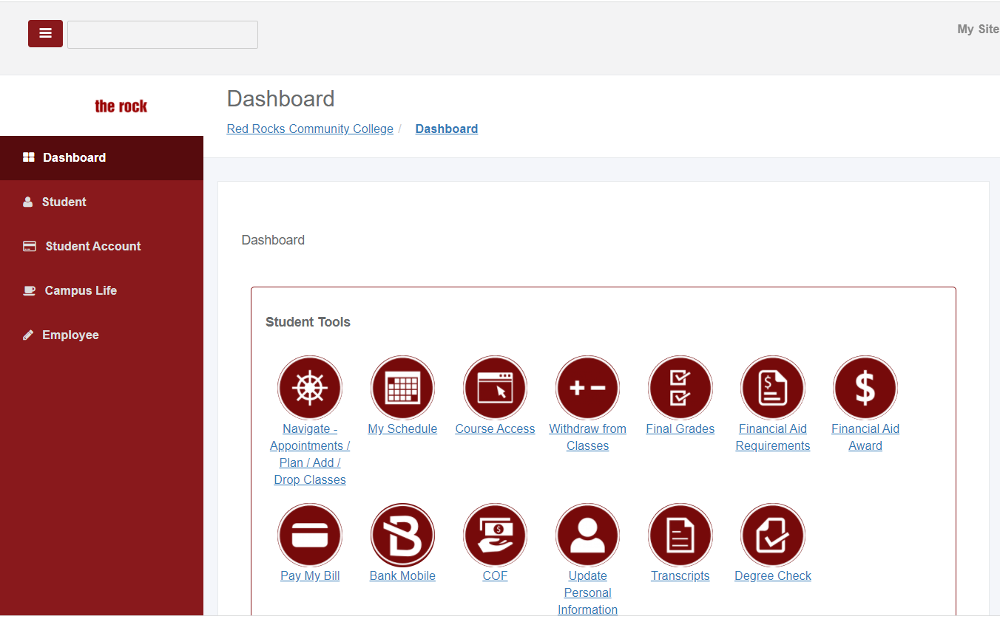 My Site
the rock
Dashboard
Red Rocks Community College / Dashboard
Dashboard
Student
Student Account
Campus Life
Employee
Dashboard
Student Tools
Navigate -
Appointments /
Plan / Add /
Drop Classes
My Schedule
Course Access
Withdraw from
Classes
Final Grades
Financial Aid
Requirements
Financial Aid
Award
Pay My Bill
Bank Mobile
COF
Update
Personal
Information
Transcripts
Degree Check